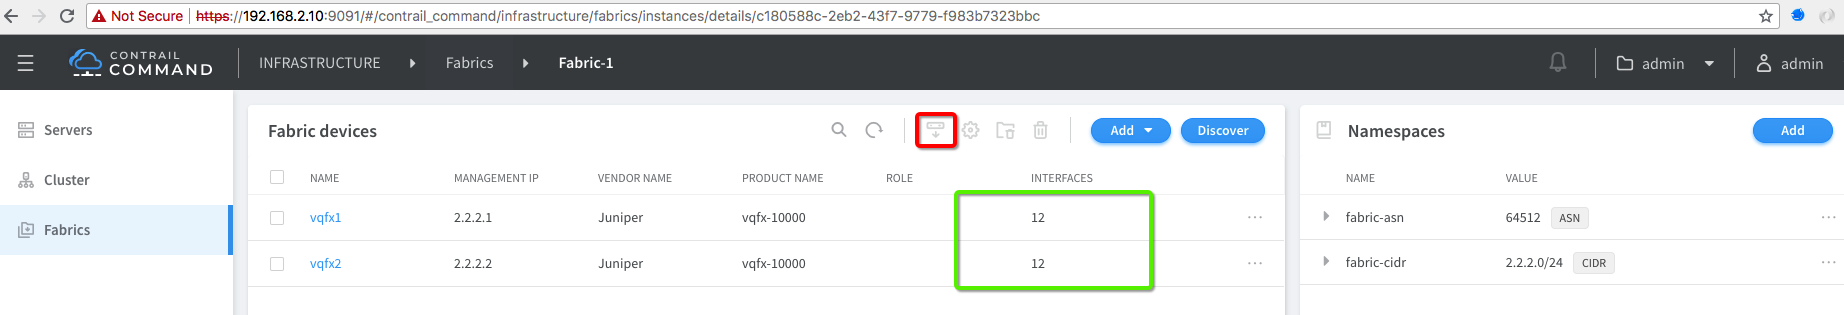 Not Secure https://192.168.2.10:9091/#/contrail_command/infrastructure/fabrics/instances/details/c180588c-2eb2-43f7-9779-f983b7323bbc
CONTRAIL
COMMAND
INFRASTRUCTURE Fabrics Fabric-1 admin admin
Servers
Cluster
Fabrics
Fabric devices Add Discover
NAME MANAGEMENT IP VENDOR NAME PRODUCT NAME ROLE INTERFACES
vqfx1 2.2.2.1 Juniper vqfx-10000 12
vqfx2 2.2.2.2 Juniper vqfx-10000 12
Namespaces Add
NAME VALUE
fabric-asn 64512 ASN
fabric-cidr 2.2.2.0/24 CIDR